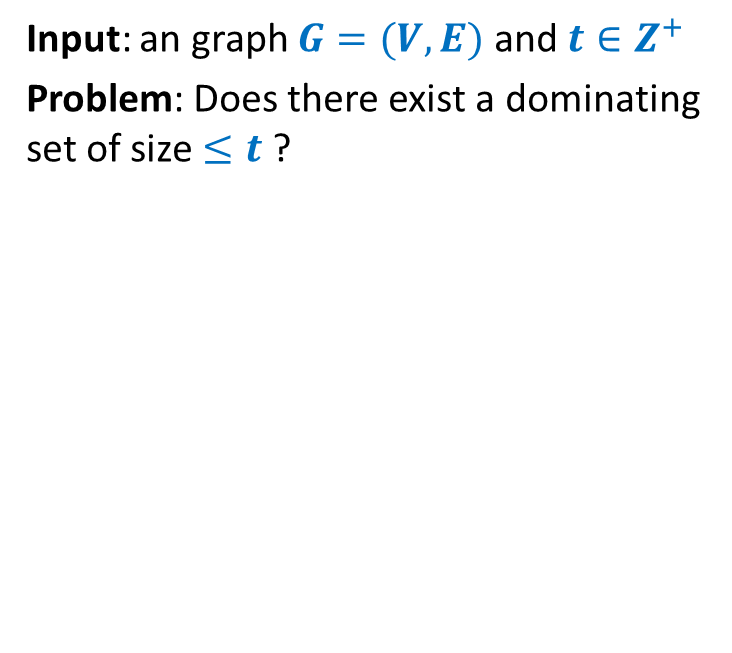 Input: an graph G = (V, E) and t ∈ Z⁺
Problem: Does there exist a dominating
set of size ≤ t ?